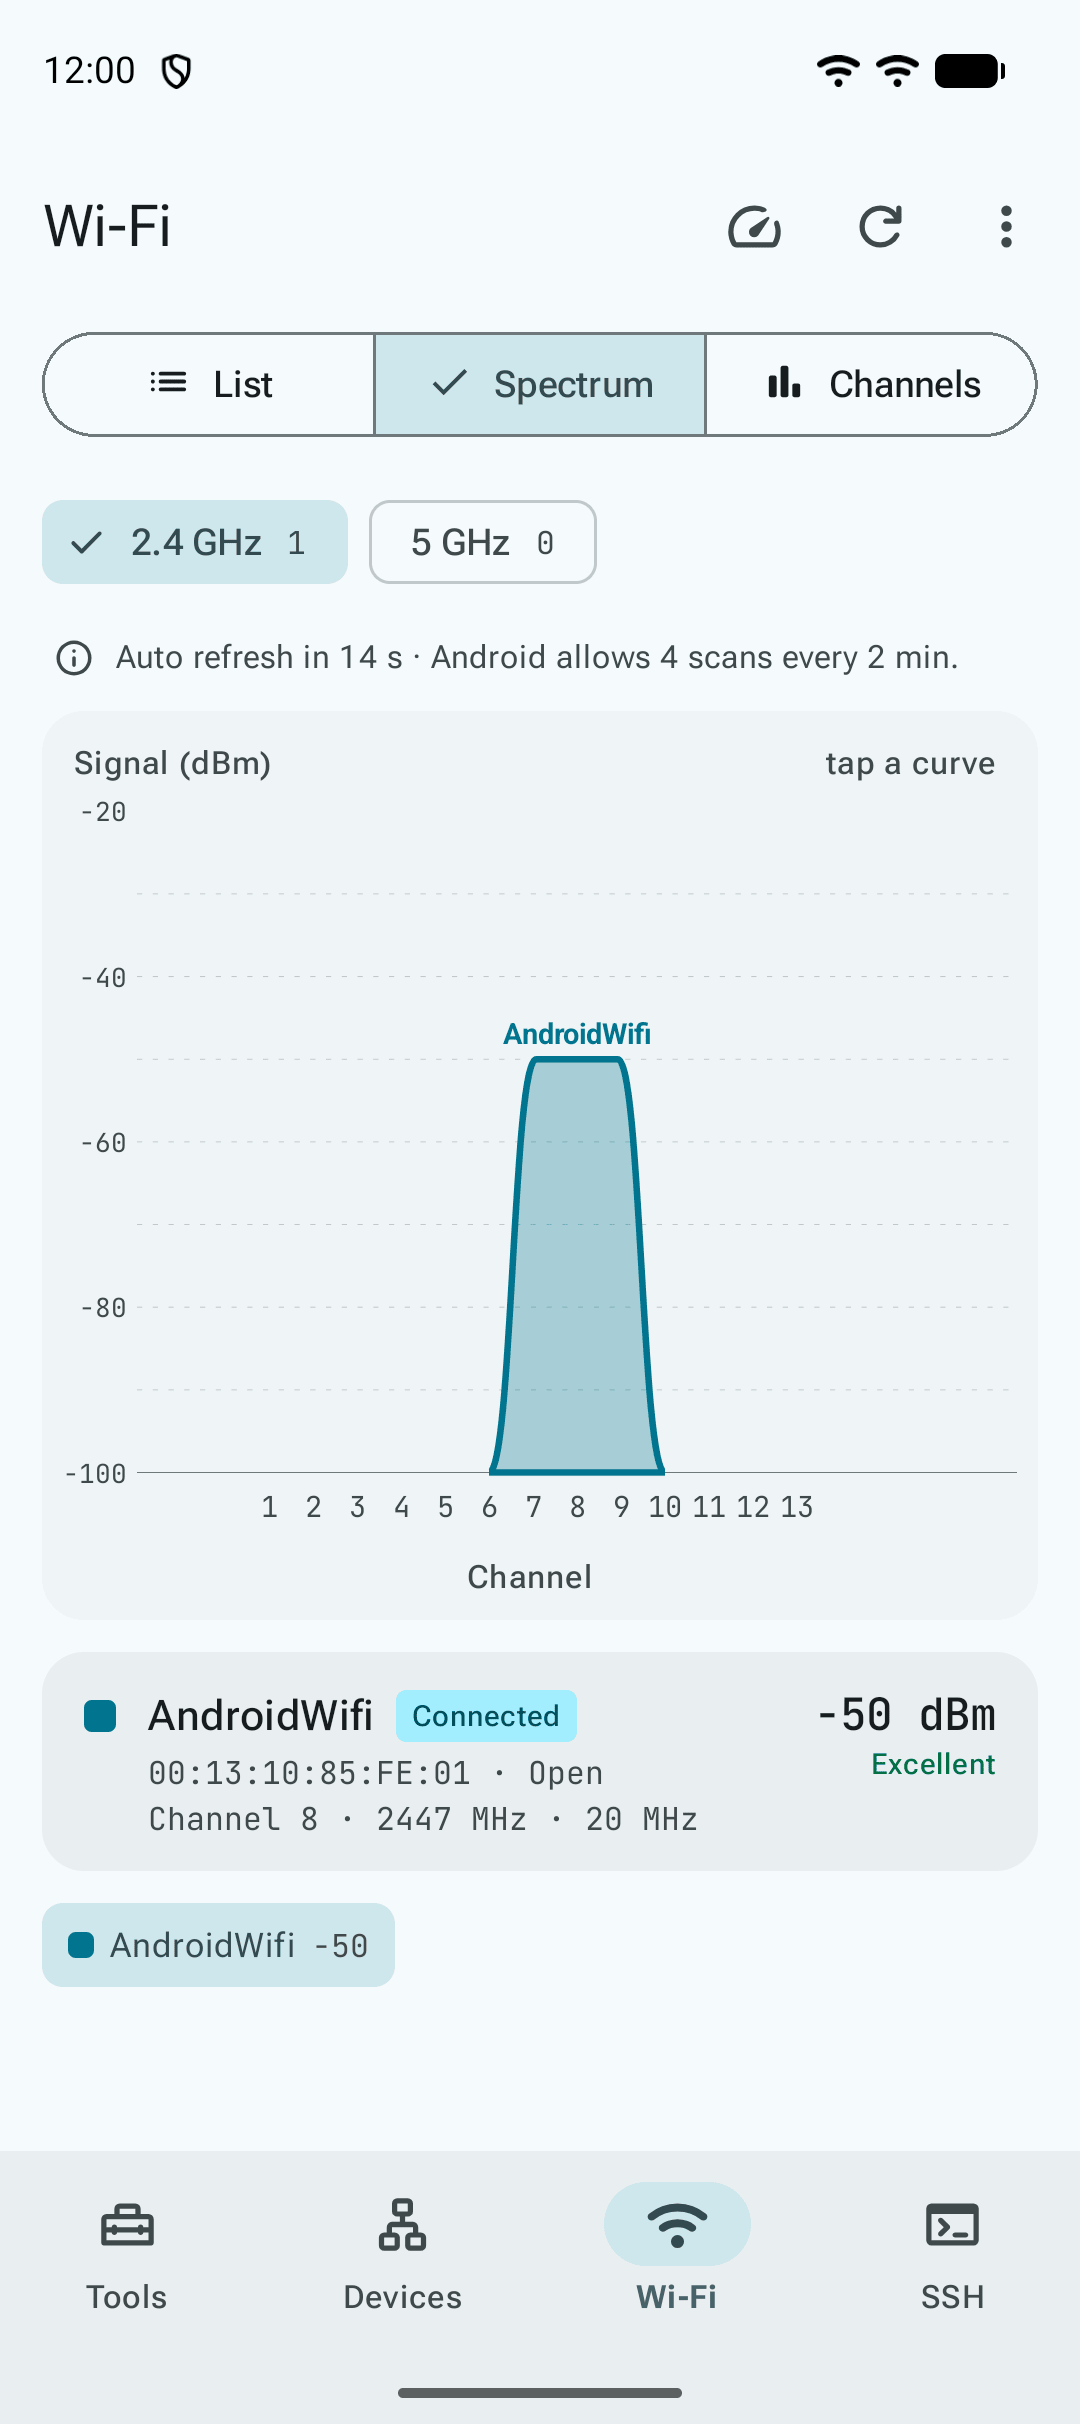 12:00
Wi-Fi
List
Spectrum
Channels
2.4 GHz 1
5 GHz 0
Auto refresh in 14 s · Android allows 4 scans every 2 min.
Signal (dBm)
tap a curve
-20
-40
AndroidWifi
-60
-80
-100
1 2 3 4 5 6 7 8 9 10 11 12 13
Channel
AndroidWifi Connected -50 dBm
Excellent
00:13:10:85:FE:01 · Open
Channel 8 · 2447 MHz · 20 MHz
AndroidWifi -50
Tools
Devices
Wi-Fi
SSH